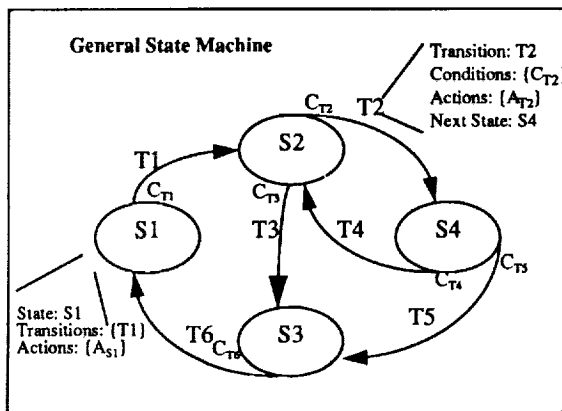 General State Machine
Transition: T2
Conditions: {C_T2}
Actions: {A_T2}
Next State: S4
C_T2
T2
S2
T1
C_T1
C_T3
S1
T3
T4
S4
C_T4
C_T5
State: S1
Transitions: {T1}
Actions: {A_S1}
T6
C_T6
S3
T5